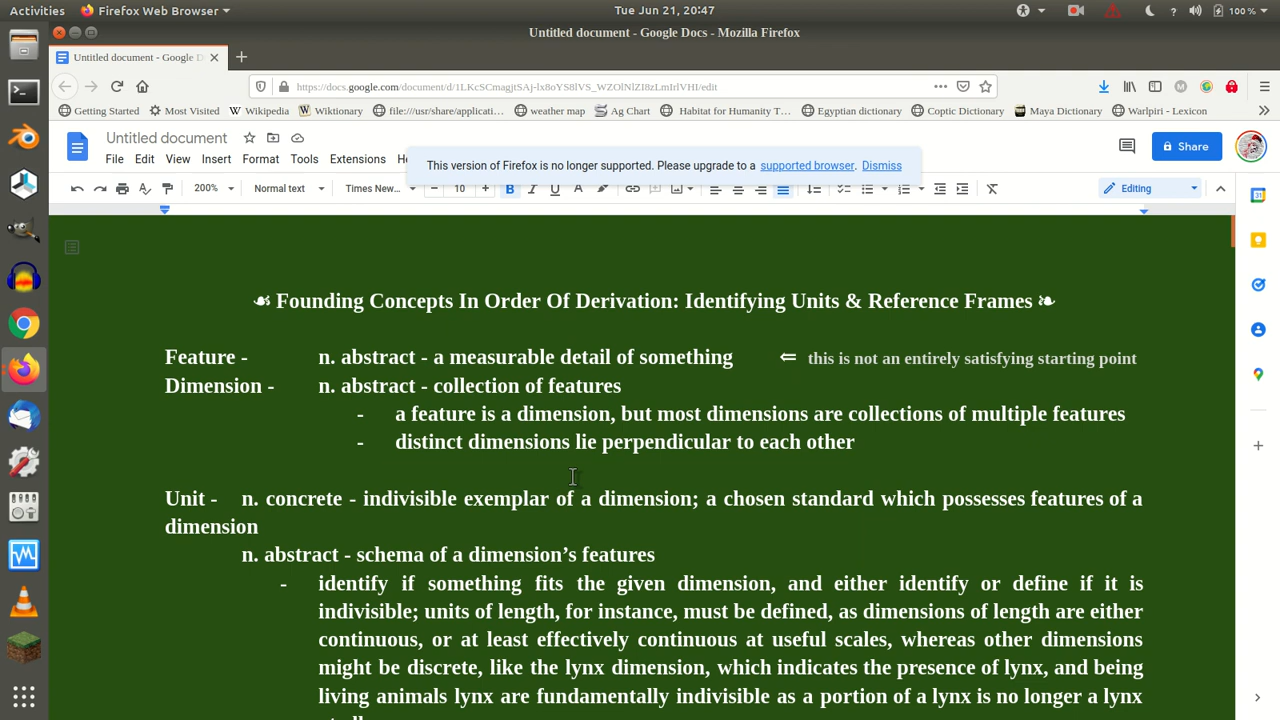 Activities Firefox Web Browser Tue Jun 21, 20:47 100 %
Untitled document - Google Docs - Mozilla Firefox
Untitled document - Google D
https://docs.google.com/document/d/
Getting Started Most Visited Wikipedia Wiktionary file:///usr/share/applicati... weather map Ag Chart Habitat for Humanity T... Egyptian dictionary Coptic Dictionary Maya Dictionary Warlpiri - Lexicon
Untitled document
Share
File Edit View Insert Format Tools Extensions
This version of Firefox is no longer supported. Please upgrade to a supported browser. Dismiss
200% Normal text Times New... 10 B I U A Editing
☙ Founding Concepts In Order Of Derivation: Identifying Units & Reference Frames ❧
Feature - n. abstract - a measurable detail of something ⇐ this is not an entirely satisfying starting point
Dimension - n. abstract - collection of features
- a feature is a dimension, but most dimensions are collections of multiple features
- distinct dimensions lie perpendicular to each other
Unit - n. concrete - indivisible exemplar of a dimension; a chosen standard which possesses features of a
dimension
n. abstract - schema of a dimension’s features
- identify if something fits the given dimension, and either identify or define if it is
indivisible; units of length, for instance, must be defined, as dimensions of length are either
continuous, or at least effectively continuous at useful scales, whereas other dimensions
might be discrete, like the lynx dimension, which indicates the presence of lynx, and being
living animals lynx are fundamentally indivisible as a portion of a lynx is no longer a lynx